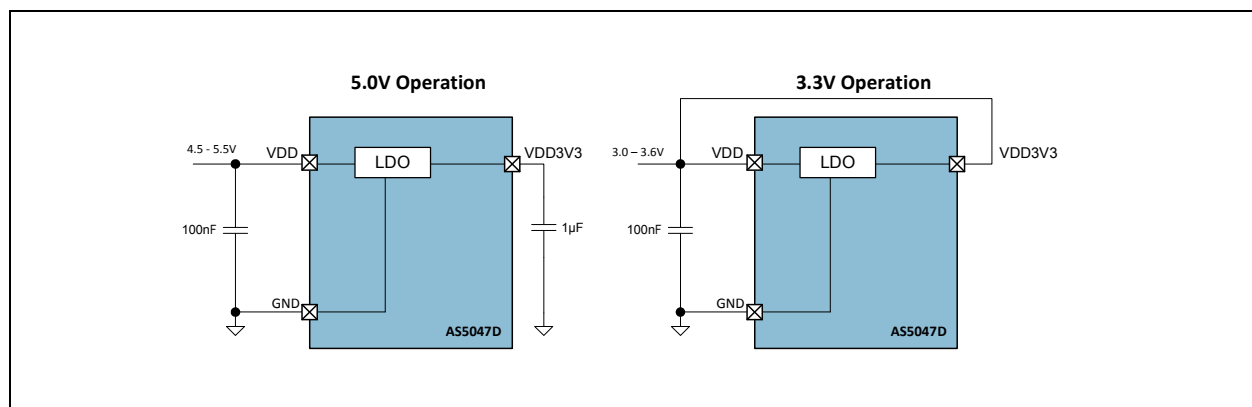 5.0V Operation
4.5 - 5.5V
VDD
LDO
VDD3V3
100nF
1µF
GND
AS5047D
3.3V Operation
3.0 – 3.6V
VDD
LDO
VDD3V3
100nF
GND
AS5047D